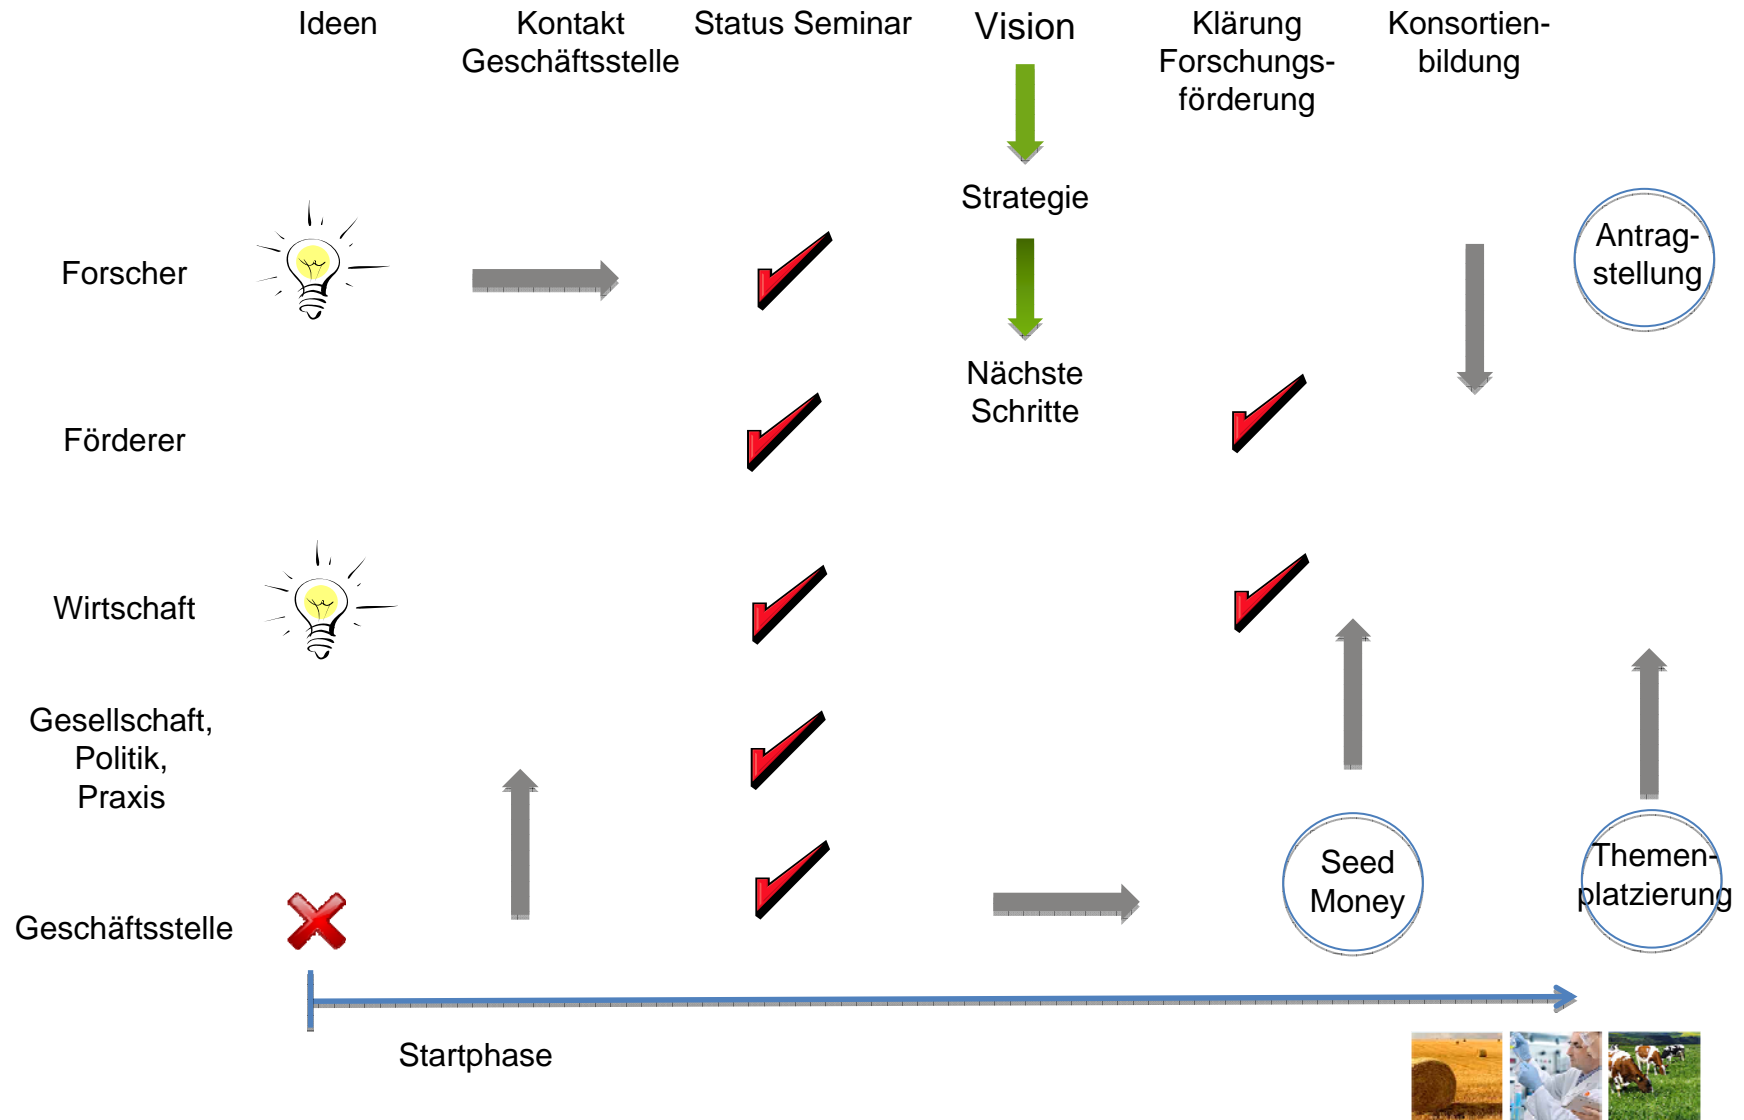 Ideen
Kontakt
Geschäftsstelle
Status Seminar
Vision
Klärung
Forschungs-
förderung
Konsortien-
bildung
Strategie
Forscher
Antrag-
stellung
Nächste
Schritte
Förderer
Wirtschaft
Gesellschaft,
Politik,
Praxis
Seed
Money
Themen-
platzierung
Geschäftsstelle
Startphase